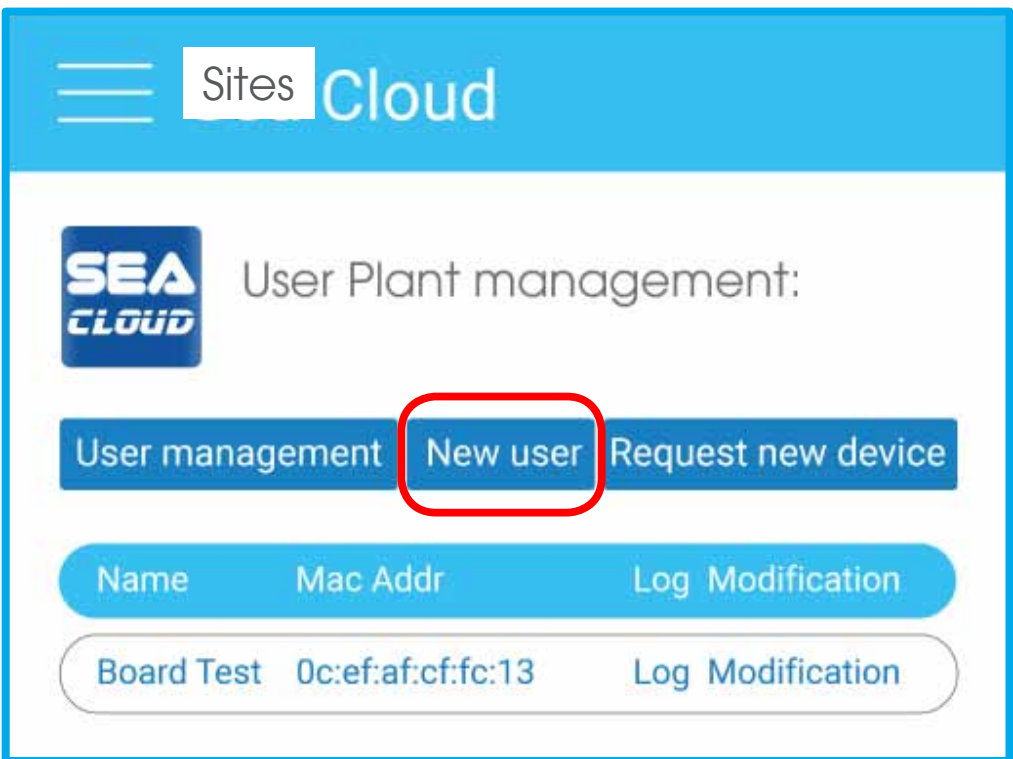 Sites Cloud
SEA
CLOUD
User Plant management:
User management New user Request new device
Name Mac Addr Log Modification
Board Test 0c:ef:af:cf:fc:13 Log Modification